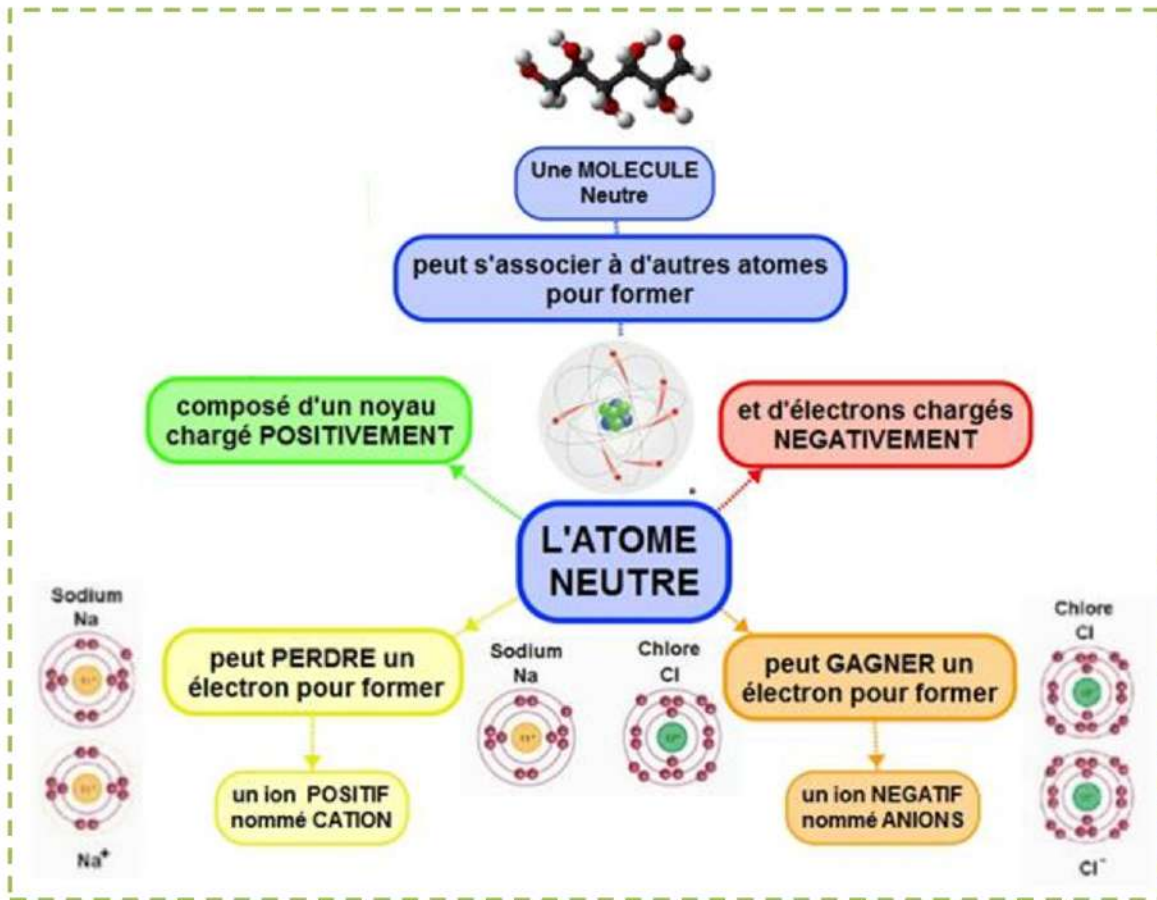 Une MOLECULE
Neutre
peut s'associer à d'autres atomes
pour former
composé d'un noyau
chargé POSITIVEMENT
et d'électrons chargés
NEGATIVEMENT
L'ATOME
NEUTRE
Sodium
Na
peut PERDRE un
électron pour former
Sodium
Na
Chlore
Cl
peut GAGNER un
électron pour former
Chlore
Cl
un ion POSITIF
nommé CATION
un ion NEGATIF
nommé ANIONS
Na+
Cl-